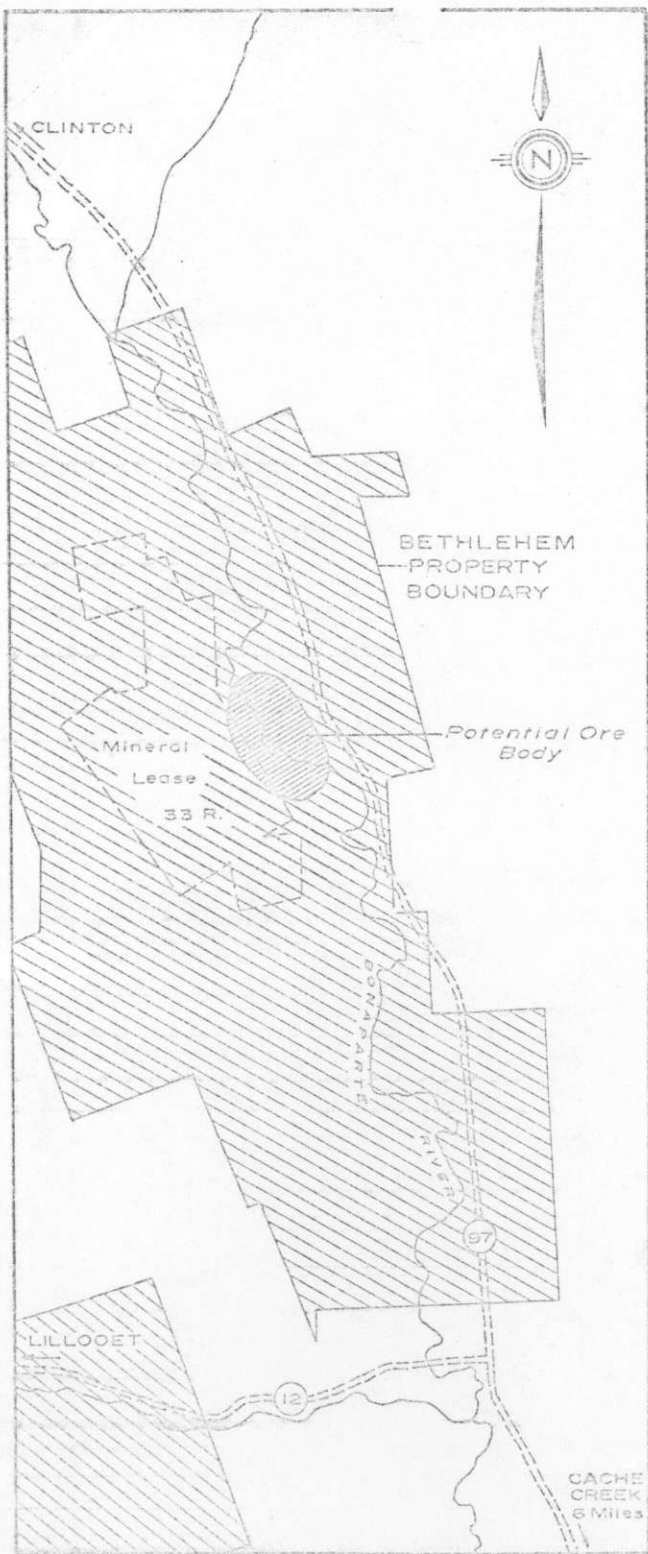 CLINTON
N
BETHLEHEM
PROPERTY
BOUNDARY
Potential Ore
Body
Mineral
Lease
33 R.
BONAPARTE
RIVER
97
LILLOOET
12
CACHE
CREEK
6 Miles